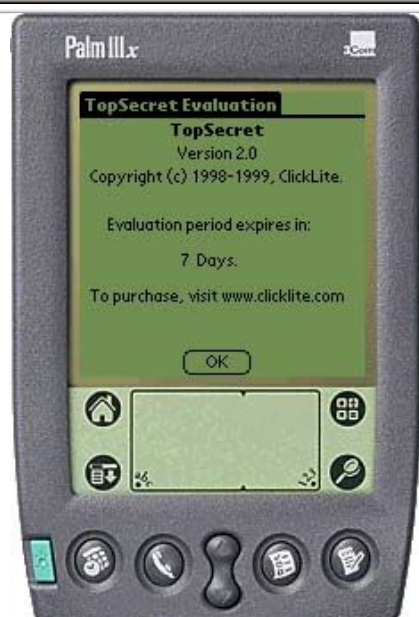 Palm IIIx
3Com
TopSecret Evaluation
TopSecret
Version 2.0
Copyright (c) 1998-1999, ClickLite.
Evaluation period expires in:
7 Days.
To purchase, visit www.clicklite.com
OK